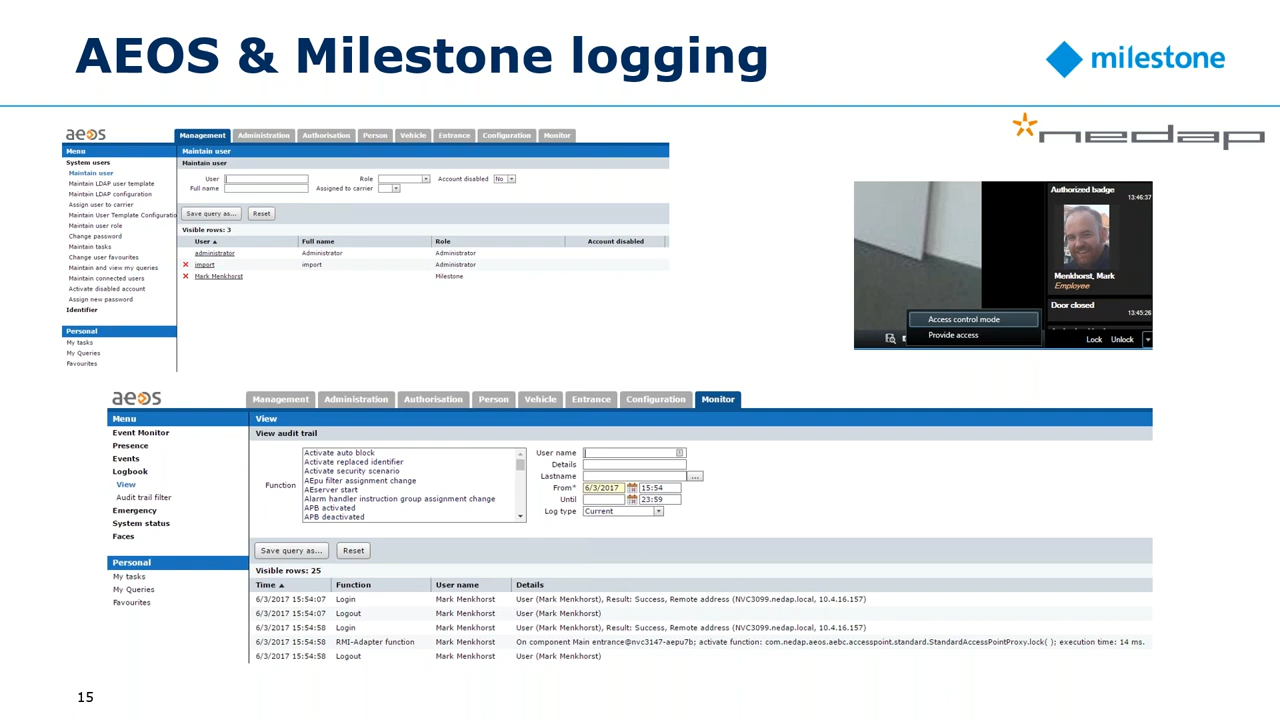 AEOS & Milestone logging
milestone
nedap
aeos
Management Administration Authorisation Person Vehicle Entrance Configuration Monitor
Menu
System users
Maintain user
Maintain LDAP user template
Maintain LDAP configuration
Assign user to carrier
Maintain User Template Configuratio
Maintain user role
Change password
Maintain tasks
Change user favourites
Maintain and view my queries
Maintain connected users
Activate disabled account
Assign new password
Identifier
Personal
My tasks
My Queries
Favourites
Maintain user
Maintain user
User Role Account disabled No
Full name Assigned to carrier
Save query as... Reset
Visible rows: 3
User Full name Role Account disabled
administrator Administrator Administrator
import import Administrator
Mark Menkhorst Milestone
Authorized badge
13:46:37
Menkhorst, Mark
Employee
Door closed
13:45:26
Access control mode
Provide access
Lock Unlock
aeos
Management Administration Authorisation Person Vehicle Entrance Configuration Monitor
Menu
Event Monitor
Presence
Events
Logbook
View
Audit trail filter
Emergency
System status
Faces
Personal
My tasks
My Queries
Favourites
View
View audit trail
Function
Activate auto block
Activate replaced identifier
Activate security scenario
AEpu filter assignment change
AEserver start
Alarm handler instruction group assignment change
APB activated
APB deactivated
User name
Details
Lastname ...
From* 6/3/2017 15:54
Until 23:59
Log type Current
Save query as... Reset
Visible rows: 25
Time Function User name Details
6/3/2017 15:54:07 Login Mark Menkhorst User (Mark Menkhorst), Result: Success, Remote address (NVC3099.nedap.local, 10.4.16.157)
6/3/2017 15:54:07 Logout Mark Menkhorst User (Mark Menkhorst)
6/3/2017 15:54:58 Login Mark Menkhorst User (Mark Menkhorst), Result: Success, Remote address (NVC3099.nedap.local, 10.4.16.157)
6/3/2017 15:54:58 RMI-Adapter function Mark Menkhorst On component Main entrance@nvc3147-aepu7b; activate function: com.nedap.aeos.aebc.accesspoint.standard.StandardAccessPointProxy.lock( ); execution time: 14 ms.
6/3/2017 15:54:58 Logout Mark Menkhorst User (Mark Menkhorst)
15